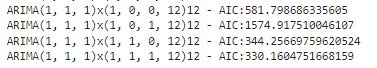 ARIMA(1, 1, 1)x(1, 0, 0, 12)12 - AIC:581.798686335605
ARIMA(1, 1, 1)x(1, 0, 1, 12)12 - AIC:1574.917510046107
ARIMA(1, 1, 1)x(1, 1, 0, 12)12 - AIC:344.25669759620524
ARIMA(1, 1, 1)x(1, 1, 1, 12)12 - AIC:330.1604751668159